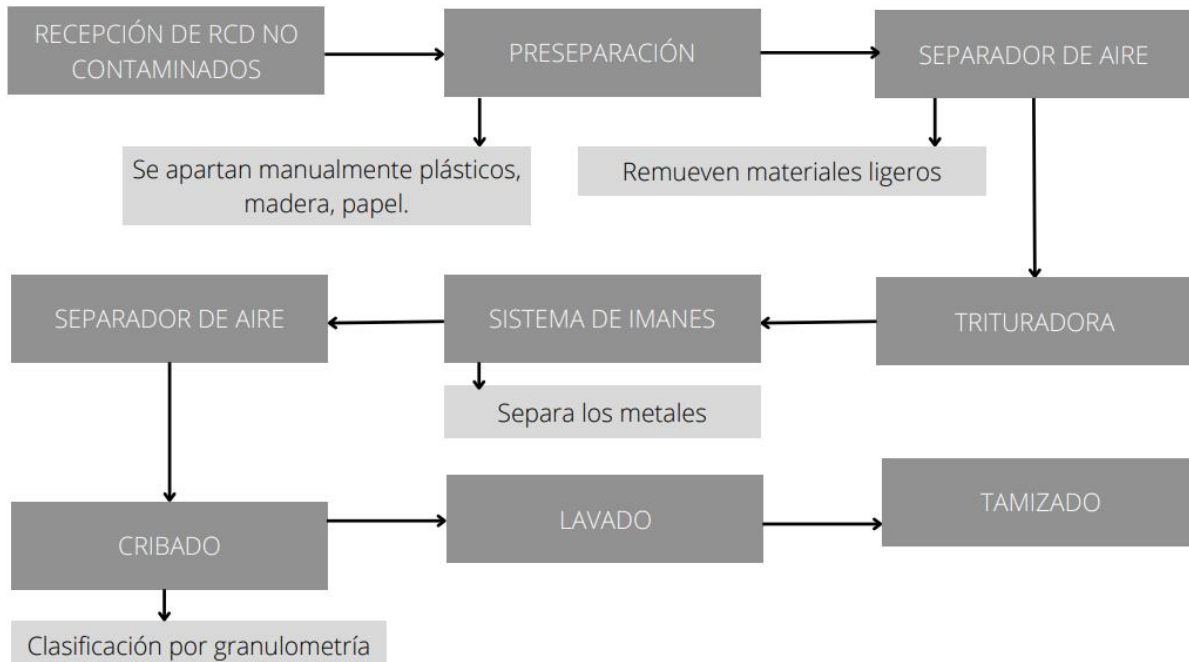 RECEPCIÓN DE RCD NO
CONTAMINADOS
PRESEPARACIÓN
SEPARADOR DE AIRE
Se apartan manualmente plásticos,
madera, papel.
Remueven materiales ligeros
SEPARADOR DE AIRE
SISTEMA DE IMANES
TRITURADORA
Separa los metales
CRIBADO
LAVADO
TAMIZADO
Clasificación por granulometría